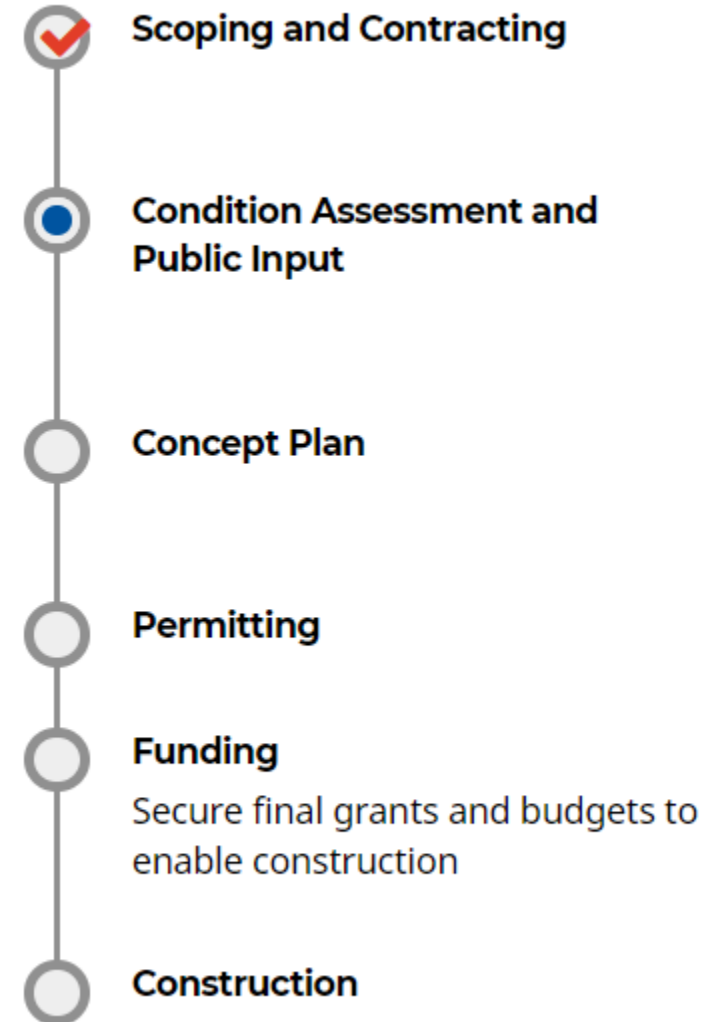 Scoping and Contracting
Condition Assessment and
Public Input
Concept Plan
Permitting
Funding
Secure final grants and budgets to
enable construction
Construction